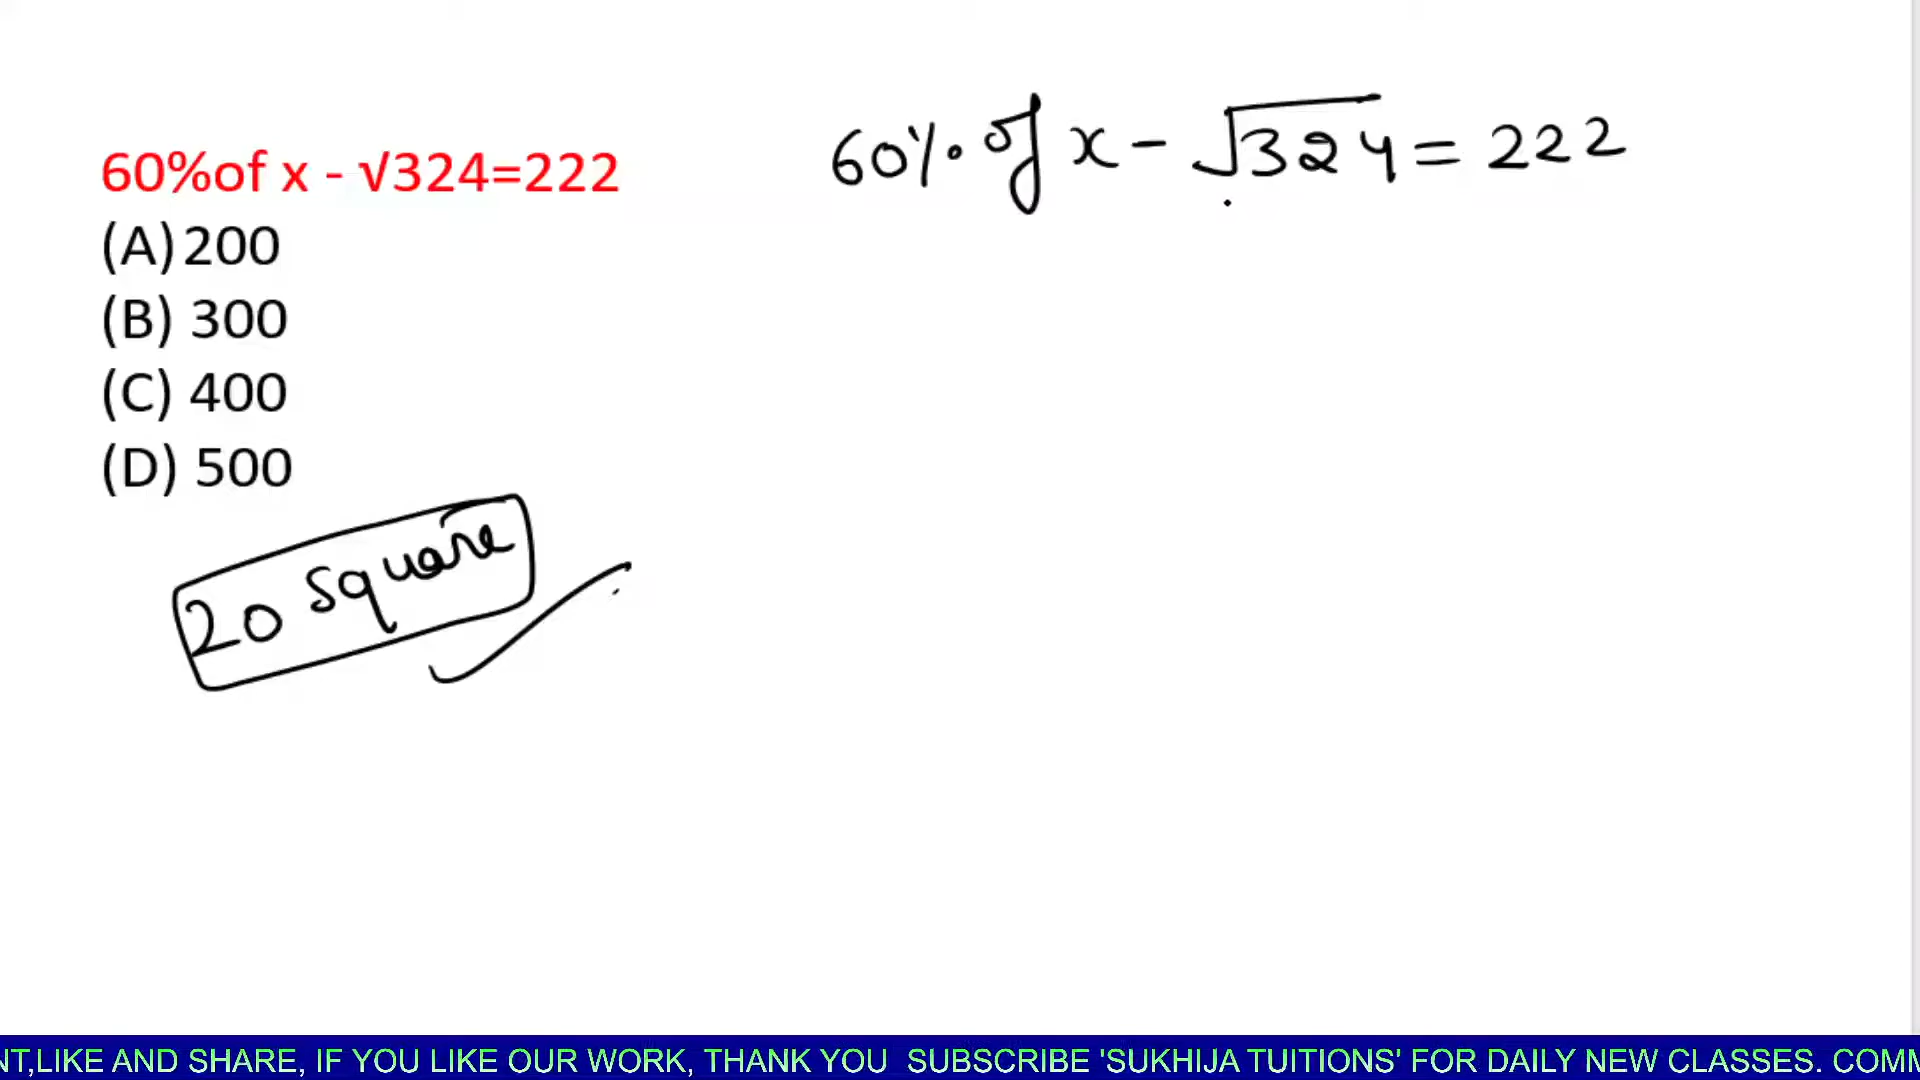 60%of x - √324=222
(A)200
(B) 300
(C) 400
(D) 500
60% of x - √324 = 222
20 square
NT,LIKE AND SHARE, IF YOU LIKE OUR WORK, THANK YOU SUBSCRIBE 'SUKHIJA TUITIONS' FOR DAILY NEW CLASSES. COMM